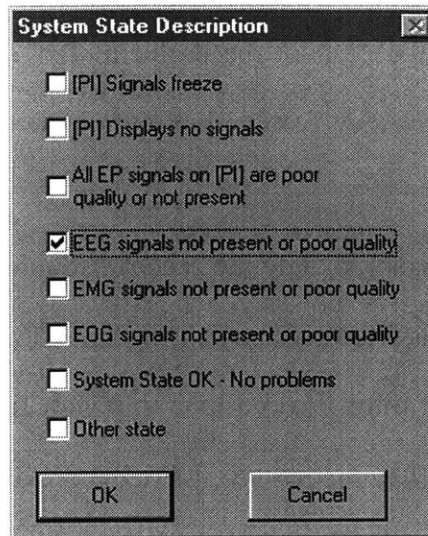 System State Description
[PI] Signals freeze
[PI] Displays no signals
All EP signals on [PI] are poor
quality or not present
EEG signals not present or poor quality
EMG signals not present or poor quality
EOG signals not present or poor quality
System State OK - No problems
Other state
OK
Cancel